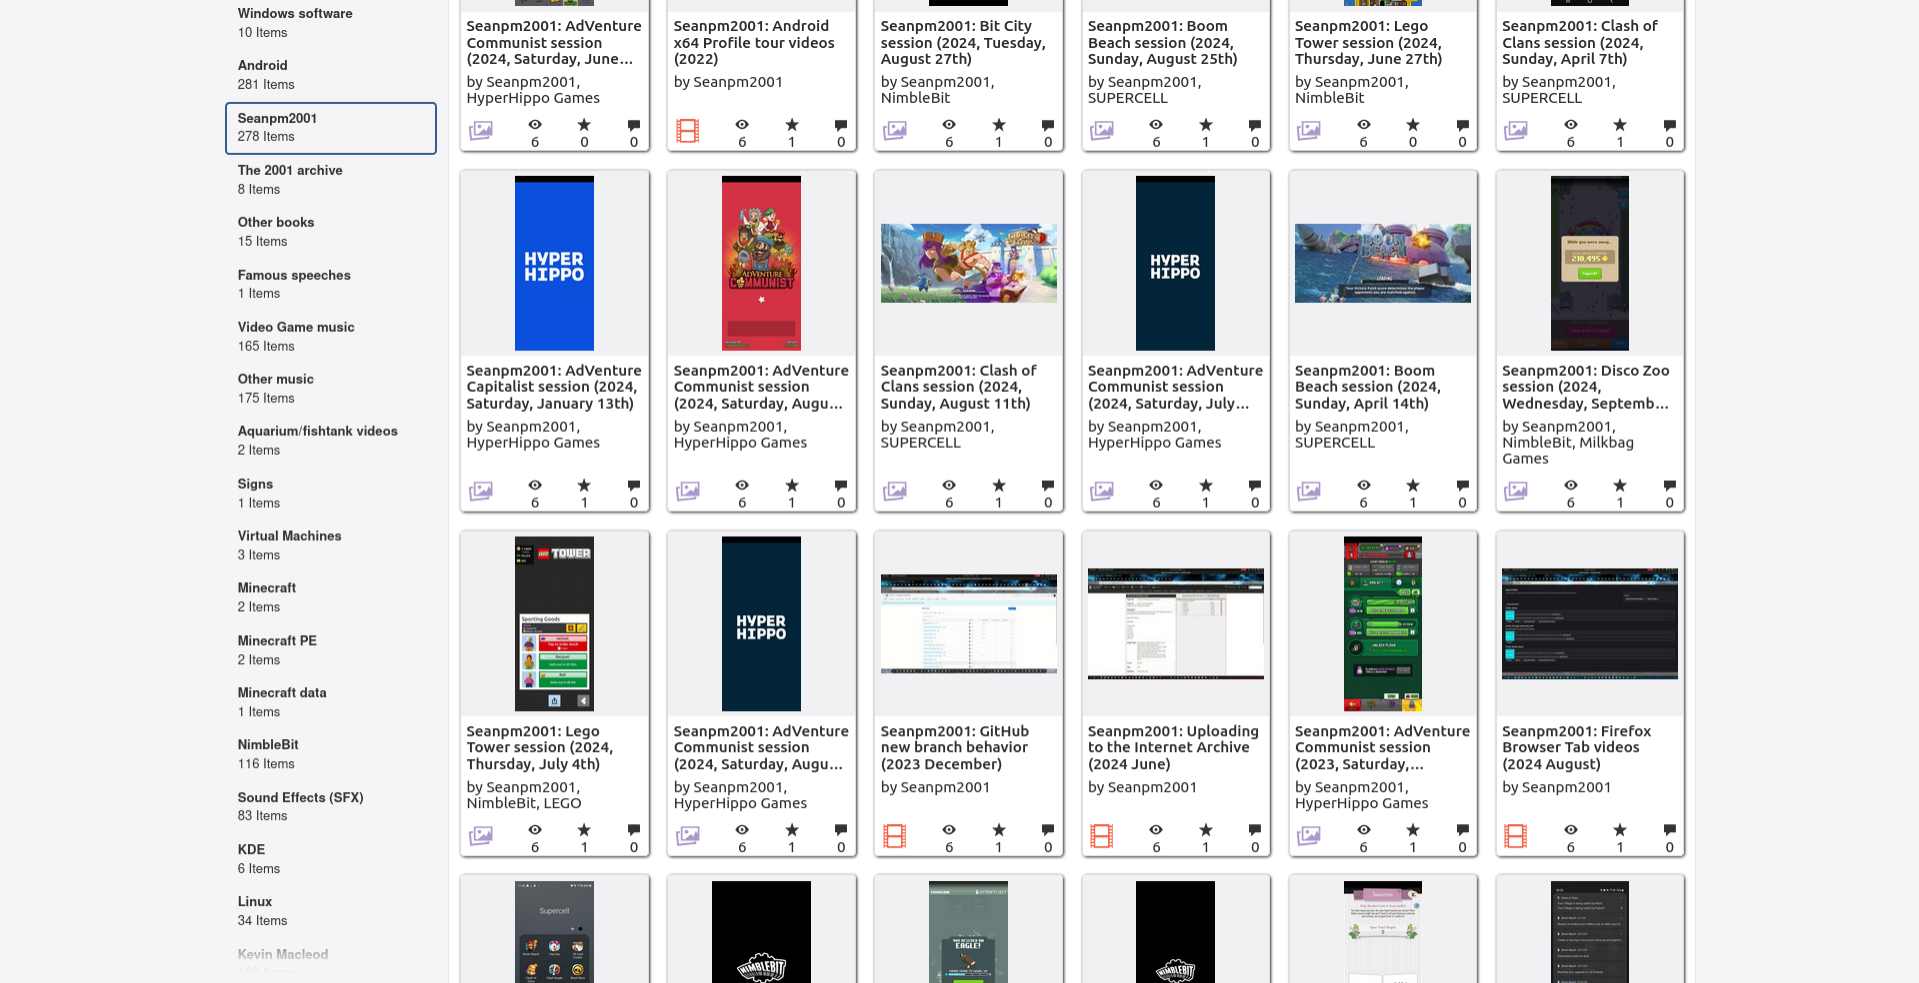 Windows software
10 Items
Android
281 Items
Seanpm2001
278 Items
The 2001 archive
8 Items
Other books
15 Items
Famous speeches
1 Items
Video Game music
165 Items
Other music
175 Items
Aquarium/fishtank videos
2 Items
Signs
1 Items
Virtual Machines
3 Items
Minecraft
2 Items
Minecraft PE
2 Items
Minecraft data
1 Items
NimbleBit
116 Items
Sound Effects (SFX)
83 Items
KDE
6 Items
Linux
34 Items
Kevin Macleod
Seanpm2001: AdVenture
Communist session
(2024, Saturday, June...
by Seanpm2001,
HyperHippo Games
6 0 0
Seanpm2001: Android
x64 Profile tour videos
(2022)
by Seanpm2001
6 1 0
Seanpm2001: Bit City
session (2024, Tuesday,
August 27th)
by Seanpm2001,
NimbleBit
6 1 0
Seanpm2001: Boom
Beach session (2024,
Sunday, August 25th)
by Seanpm2001,
SUPERCELL
6 1 0
Seanpm2001: Lego
Tower session (2024,
Thursday, June 27th)
by Seanpm2001,
NimbleBit
6 0 0
Seanpm2001: Clash of
Clans session (2024,
Sunday, April 7th)
by Seanpm2001,
SUPERCELL
6 1 0
HYPER
HIPPO
Seanpm2001: AdVenture
Capitalist session (2024,
Saturday, January 13th)
by Seanpm2001,
HyperHippo Games
6 1 0
ADVENTURE
COMMUNIST
Seanpm2001: AdVenture
Communist session
(2024, Saturday, Augu...
by Seanpm2001,
HyperHippo Games
6 1 0
Seanpm2001: Clash of
Clans session (2024,
Sunday, August 11th)
by Seanpm2001,
SUPERCELL
6 1 0
HYPER
HIPPO
Seanpm2001: AdVenture
Communist session
(2024, Saturday, July...
by Seanpm2001,
HyperHippo Games
6 1 0
BOOM
BEACH
Seanpm2001: Boom
Beach session (2024,
Sunday, April 14th)
by Seanpm2001,
SUPERCELL
6 1 0
While you were away...
210,495
Seanpm2001: Disco Zoo
session (2024,
Wednesday, Septemb...
by Seanpm2001,
NimbleBit, Milkbag
Games
6 1 0
LEGO TOWER
Sporting Goods
Seanpm2001: Lego
Tower session (2024,
Thursday, July 4th)
by Seanpm2001,
NimbleBit, LEGO
6 1 0
HYPER
HIPPO
Seanpm2001: AdVenture
Communist session
(2024, Saturday, Augu...
by Seanpm2001,
HyperHippo Games
6 1 0
Seanpm2001: GitHub
new branch behavior
(2023 December)
by Seanpm2001
6 1 0
Seanpm2001: Uploading
to the Internet Archive
(2024 June)
by Seanpm2001
6 1 0
Seanpm2001: AdVenture
Communist session
(2023, Saturday,...
by Seanpm2001,
HyperHippo Games
6 1 0
Seanpm2001: Firefox
Browser Tab videos
(2024 August)
by Seanpm2001
6 1 0
Supercell
NIMBLEBIT
EAGLE!
NIMBLEBIT